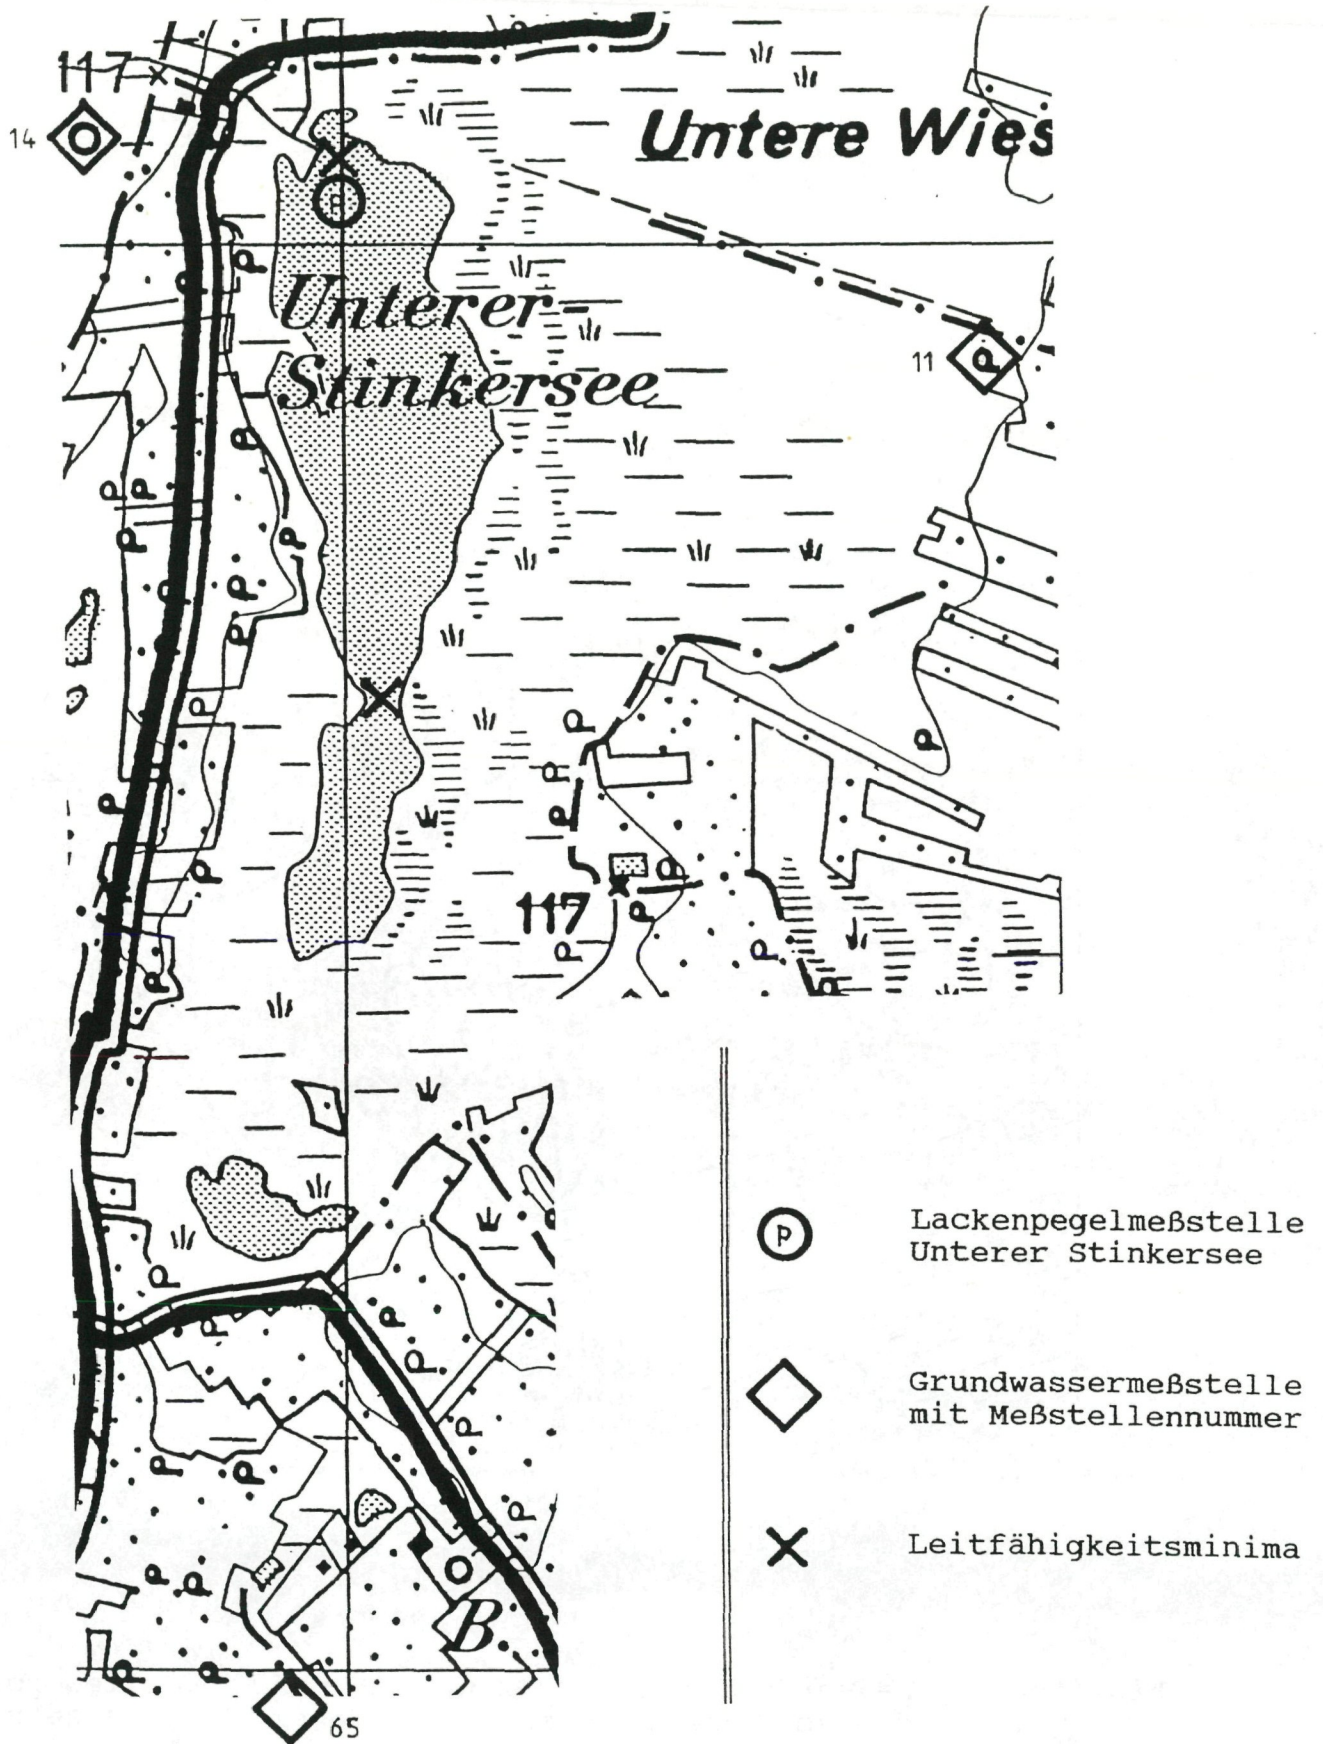 117
14
Untere Wies
P
Unterer-
Stinkersee
11
117
P
Lackenpegelmeßstelle
Unterer Stinkersee
Grundwassermeßstelle
mit Meßstellennummer
Leitfähigkeitsminima
B.
65